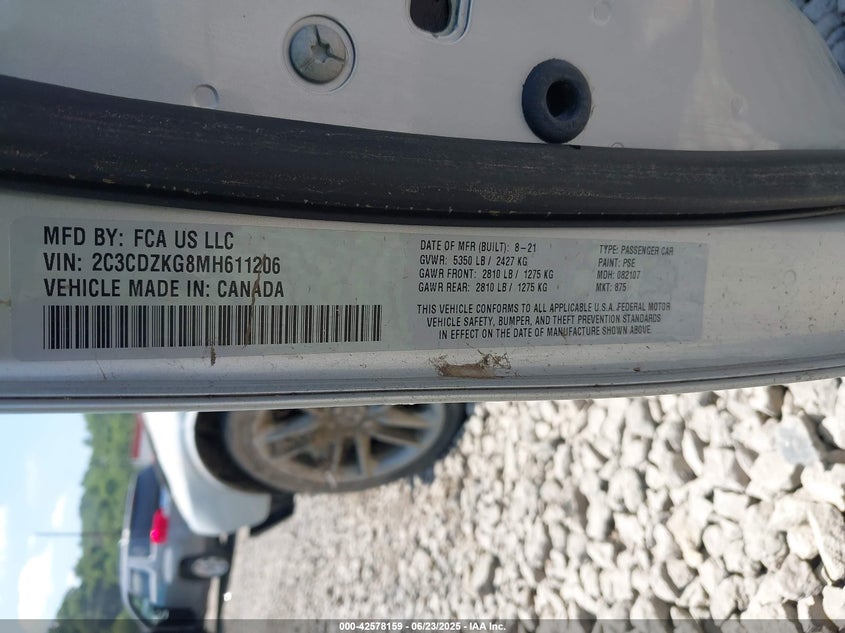 MFD BY: FCA US LLC
VIN: 2C3CDZKG8MH611206
VEHICLE MADE IN: CANADA
DATE OF MFR (BUILT): 8-21
GVWR: 5350 LB / 2427 KG
GAWR FRONT: 2810 LB / 1275 KG
GAWR REAR: 2810 LB / 1275 KG
TYPE: PASSENGER CAR
PAINT: PSE
MDH: 082107
MKT: 875
THIS VEHICLE CONFORMS TO ALL APPLICABLE U.S.A. FEDERAL MOTOR
VEHICLE SAFETY, BUMPER, AND THEFT PREVENTION STANDARDS
IN EFFECT ON THE DATE OF MANUFACTURE SHOWN ABOVE.
000-42578159 - 06/23/2025 - IAA Inc.